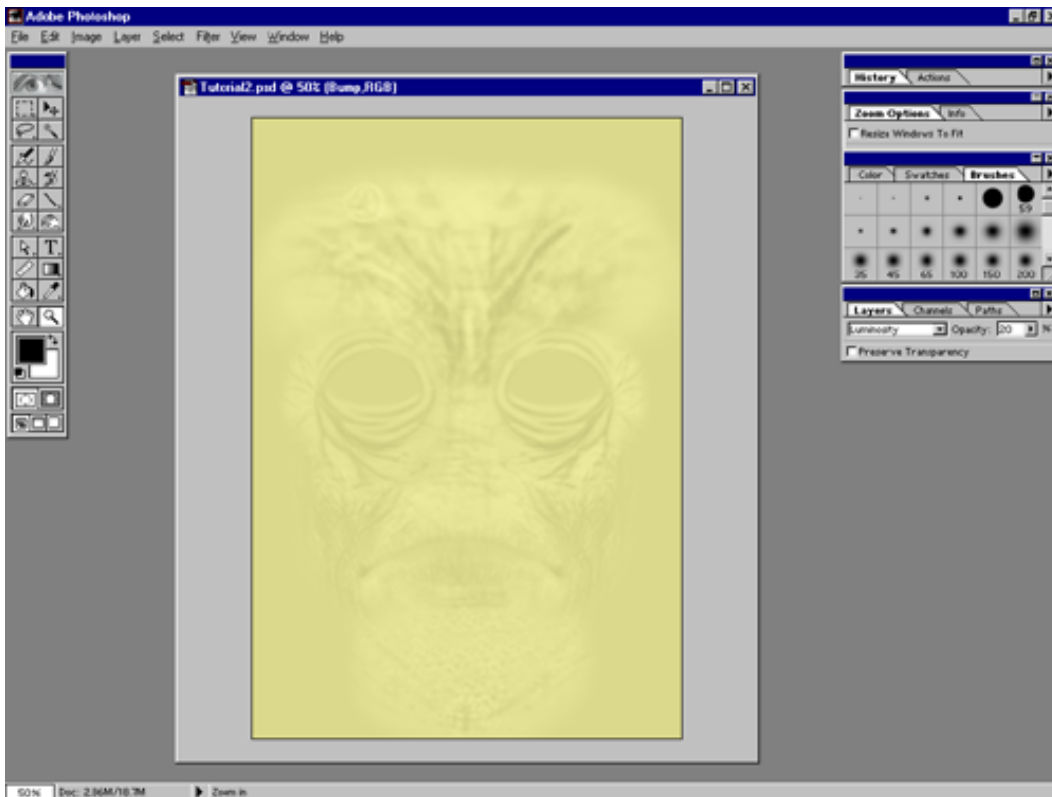 Adobe Photoshop
File Edit Image Layer Select Filter View Window Help
Tutorial2.psd @ 50% (Bump,RGB)
History Actions
Zoom Options Info
Resize Windows To Fit
Color Swatches Brushes
59
35 45 65 100 150 200
Layers Channels Paths
Luminosity Opacity: 20 %
Preserve Transparency
T
50% Doc: 2.86M/18.7M Zoom in